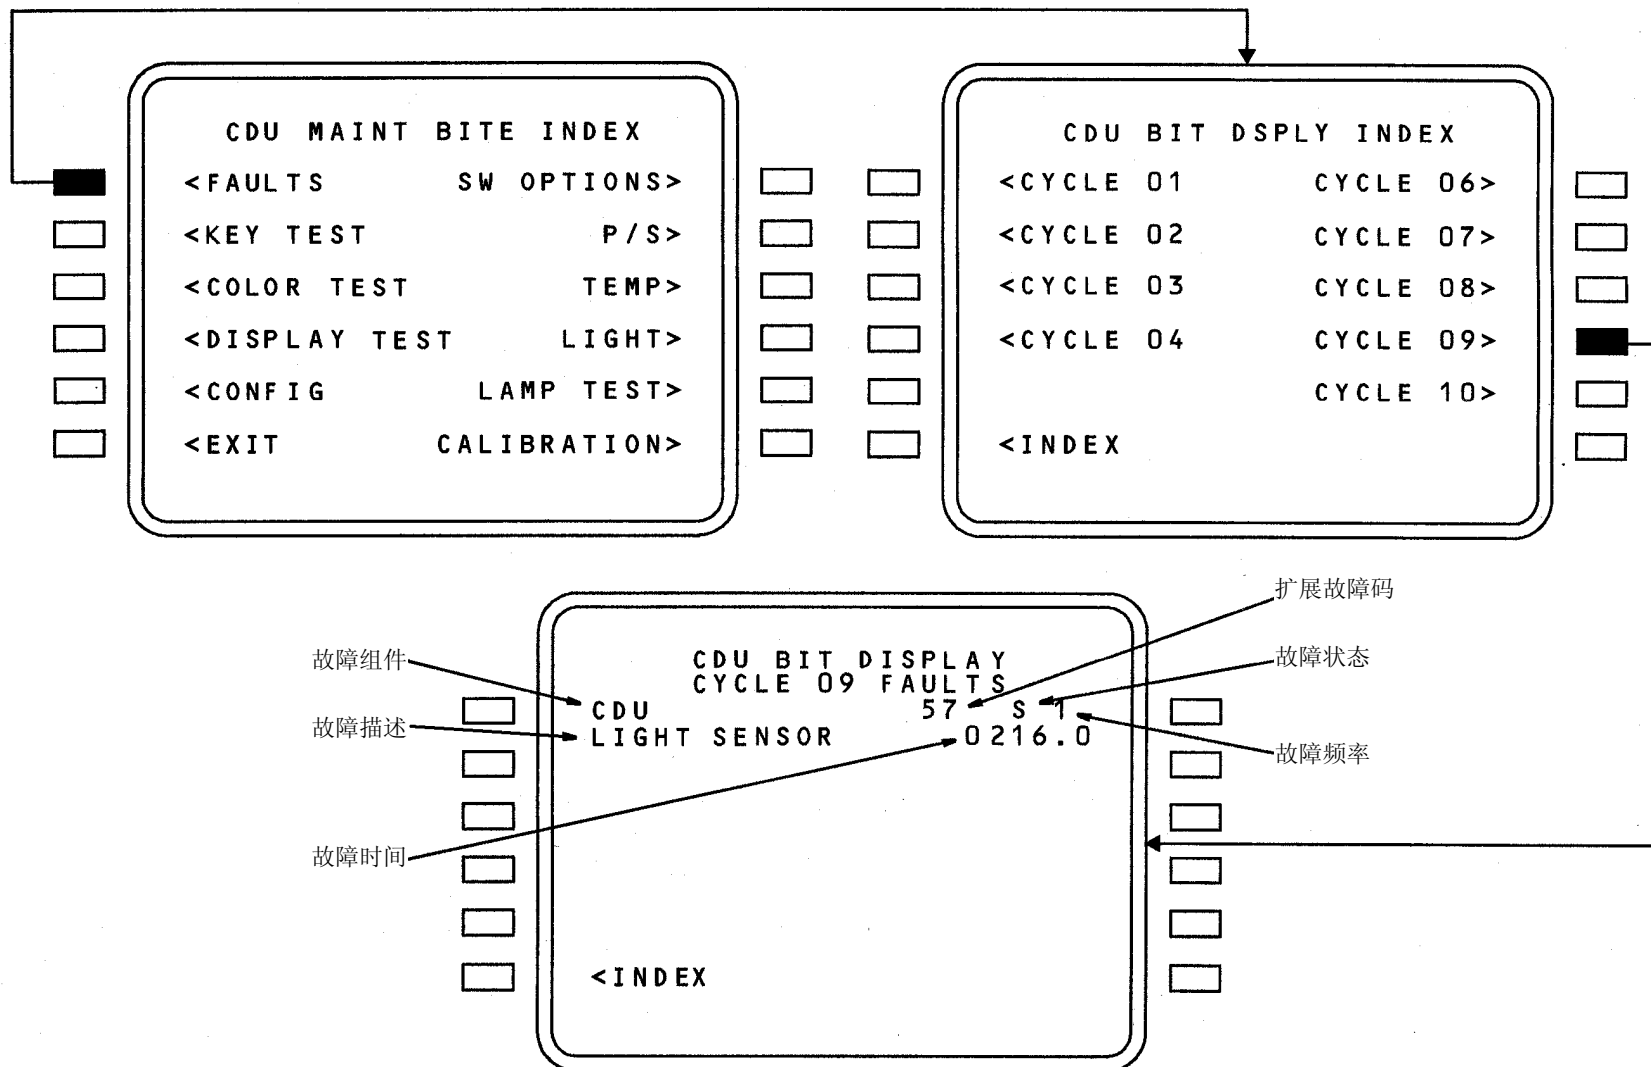 CDU MAINT BITE INDEX
<FAULTS SW OPTIONS>
<KEY TEST P/S>
<COLOR TEST TEMP>
<DISPLAY TEST LIGHT>
<CONFIG LAMP TEST>
<EXIT CALIBRATION>
CDU BIT DSPLY INDEX
<CYCLE 01 CYCLE 06>
<CYCLE 02 CYCLE 07>
<CYCLE 03 CYCLE 08>
<CYCLE 04 CYCLE 09>
CYCLE 10>
<INDEX
扩展故障码
故障组件
故障状态
CDU BIT DISPLAY
CYCLE 09 FAULTS
CDU 57 S 1
故障描述
LIGHT SENSOR 0216.0
故障频率
故障时间
<INDEX